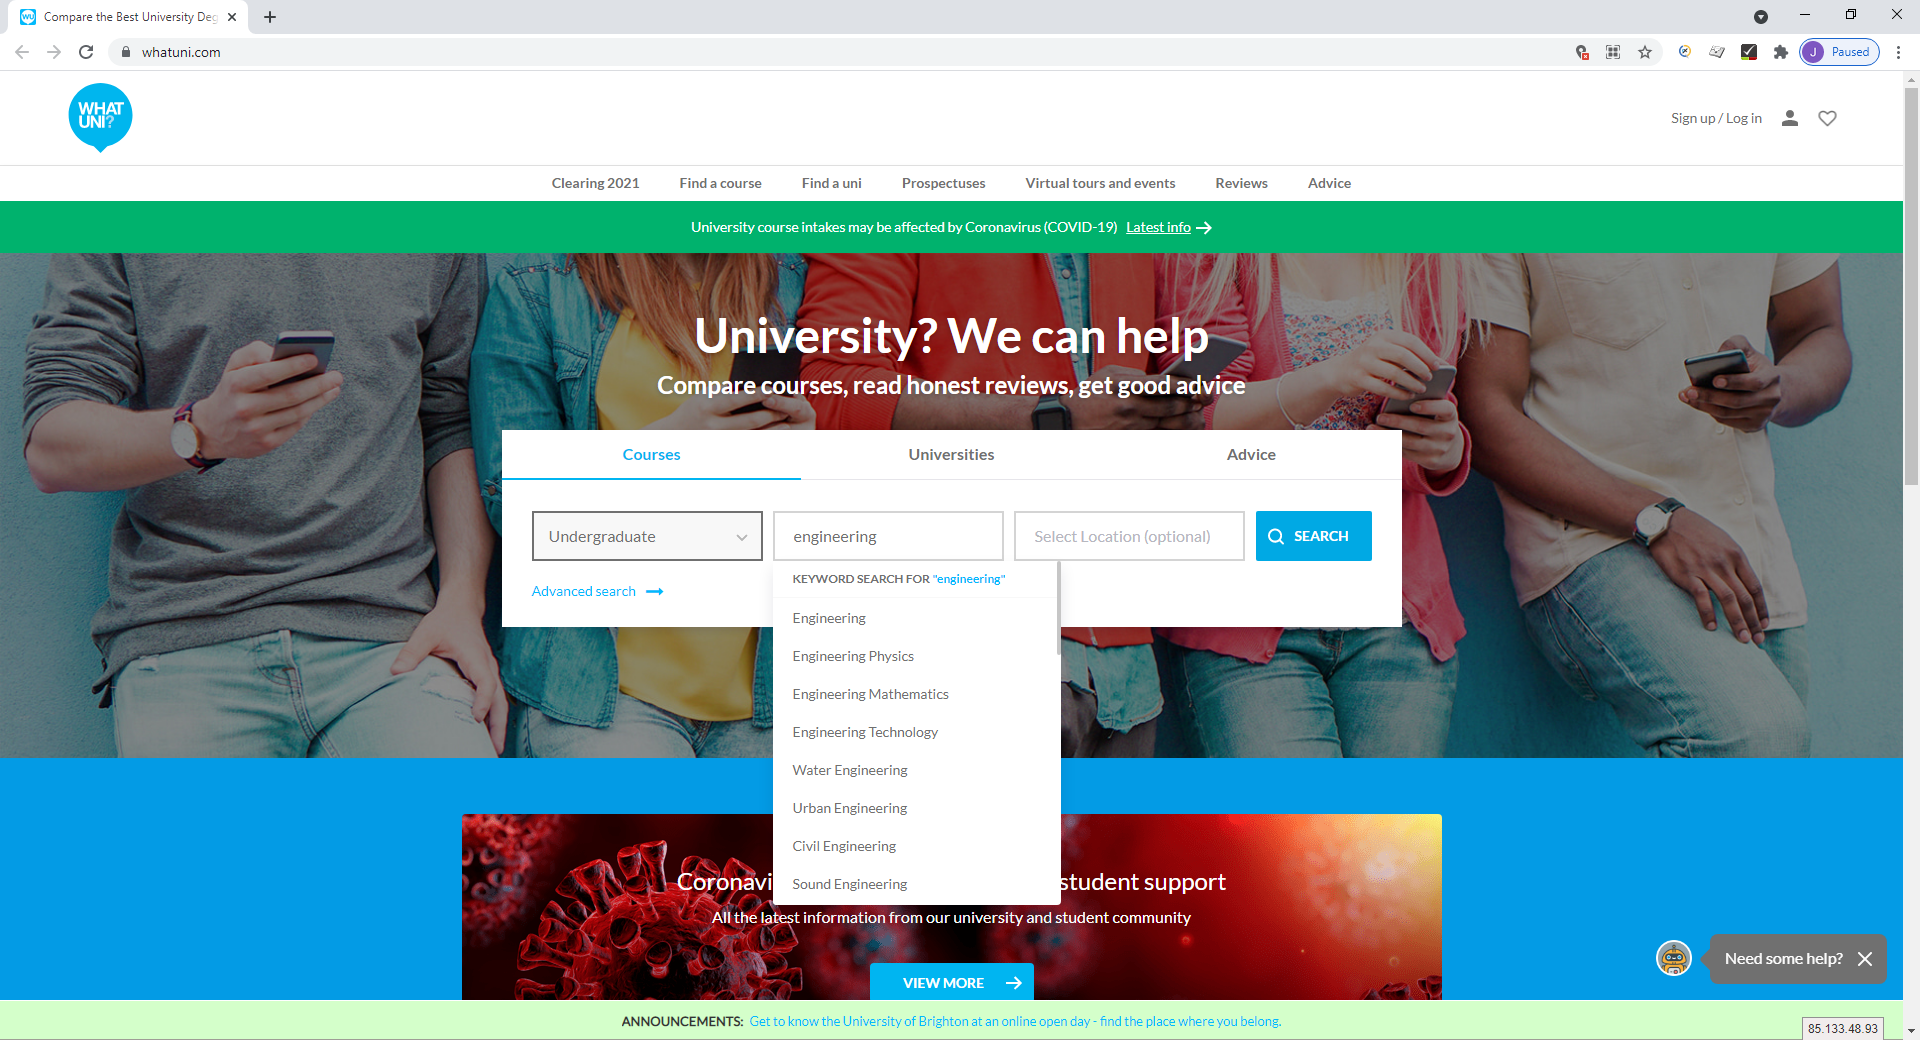 Compare the Best University Deg
whatuni.com
J Paused
WHAT
UNI?
Sign up / Log in
Clearing 2021 Find a course Find a uni Prospectuses Virtual tours and events Reviews Advice
University course intakes may be affected by Coronavirus (COVID-19) Latest info
University? We can help
Compare courses, read honest reviews, get good advice
Courses Universities Advice
Undergraduate engineering Select Location (optional) SEARCH
Advanced search
KEYWORD SEARCH FOR "engineering"
Engineering
Engineering Physics
Engineering Mathematics
Engineering Technology
Water Engineering
Urban Engineering
Civil Engineering
Sound Engineering
Coronavi student support
All the latest information from our university and student community
VIEW MORE
Need some help?
ANNOUNCEMENTS: Get to know the University of Brighton at an online open day - find the place where you belong.
85.133.48.93